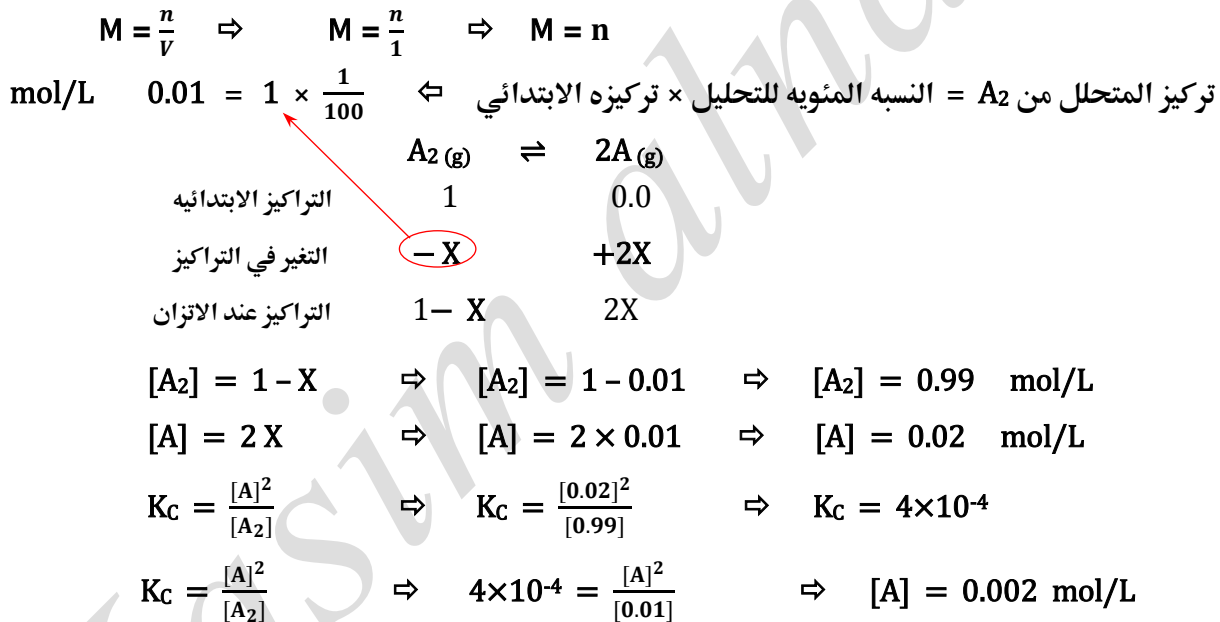 M = n/V ⇨ M = n/1 ⇨ M = n
تركيز المتحلل من A₂ = النسبه المئويه للتحليل × تركيزه الابتدائي ⇦ 1 × 1/100 = 0.01 mol/L
A₂ (g) ⇌ 2A (g)
التراكيز الابتدائيه 1 0.0
التغير في التراكيز − X +2X
التراكيز عند الاتزان 1− X 2X
[A₂] = 1 – X ⇨ [A₂] = 1 – 0.01 ⇨ [A₂] = 0.99 mol/L
[A] = 2 X ⇨ [A] = 2 × 0.01 ⇨ [A] = 0.02 mol/L
K_C = [A]²/[A₂] ⇨ K_C = [0.02]²/[0.99] ⇨ K_C = 4×10⁻⁴
K_C = [A]²/[A₂] ⇨ 4×10⁻⁴ = [A]²/[0.01] ⇨ [A] = 0.002 mol/L